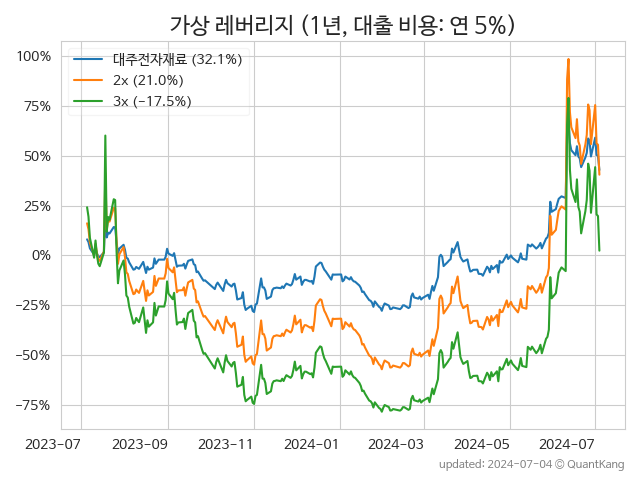 가상 레버리지 (1년, 대출 비용: 연 5%)
대주전자재료 (32.1%)
2x (21.0%)
3x (−17.5%)
100%
75%
50%
25%
0%
−25%
−50%
−75%
2023-07 2023-09 2023-11 2024-01 2024-03 2024-05 2024-07
updated: 2024-07-04 © QuantKang